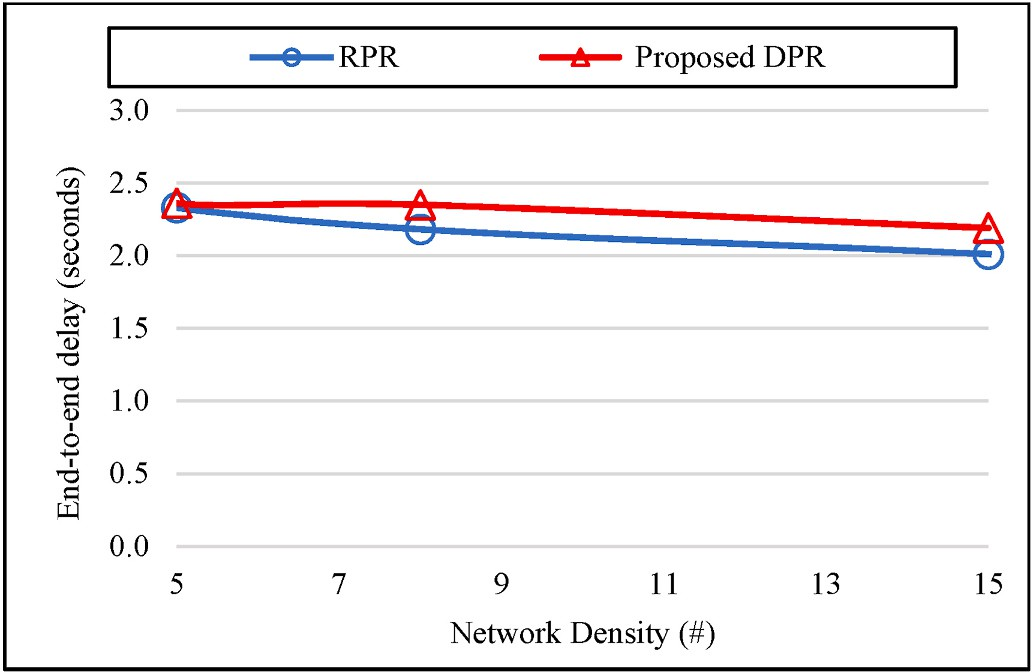 RPR Proposed DPR
3.0
2.5
2.0
1.5
1.0
0.5
0.0
End-to-end delay (seconds)
5 7 9 11 13 15
Network Density (#)